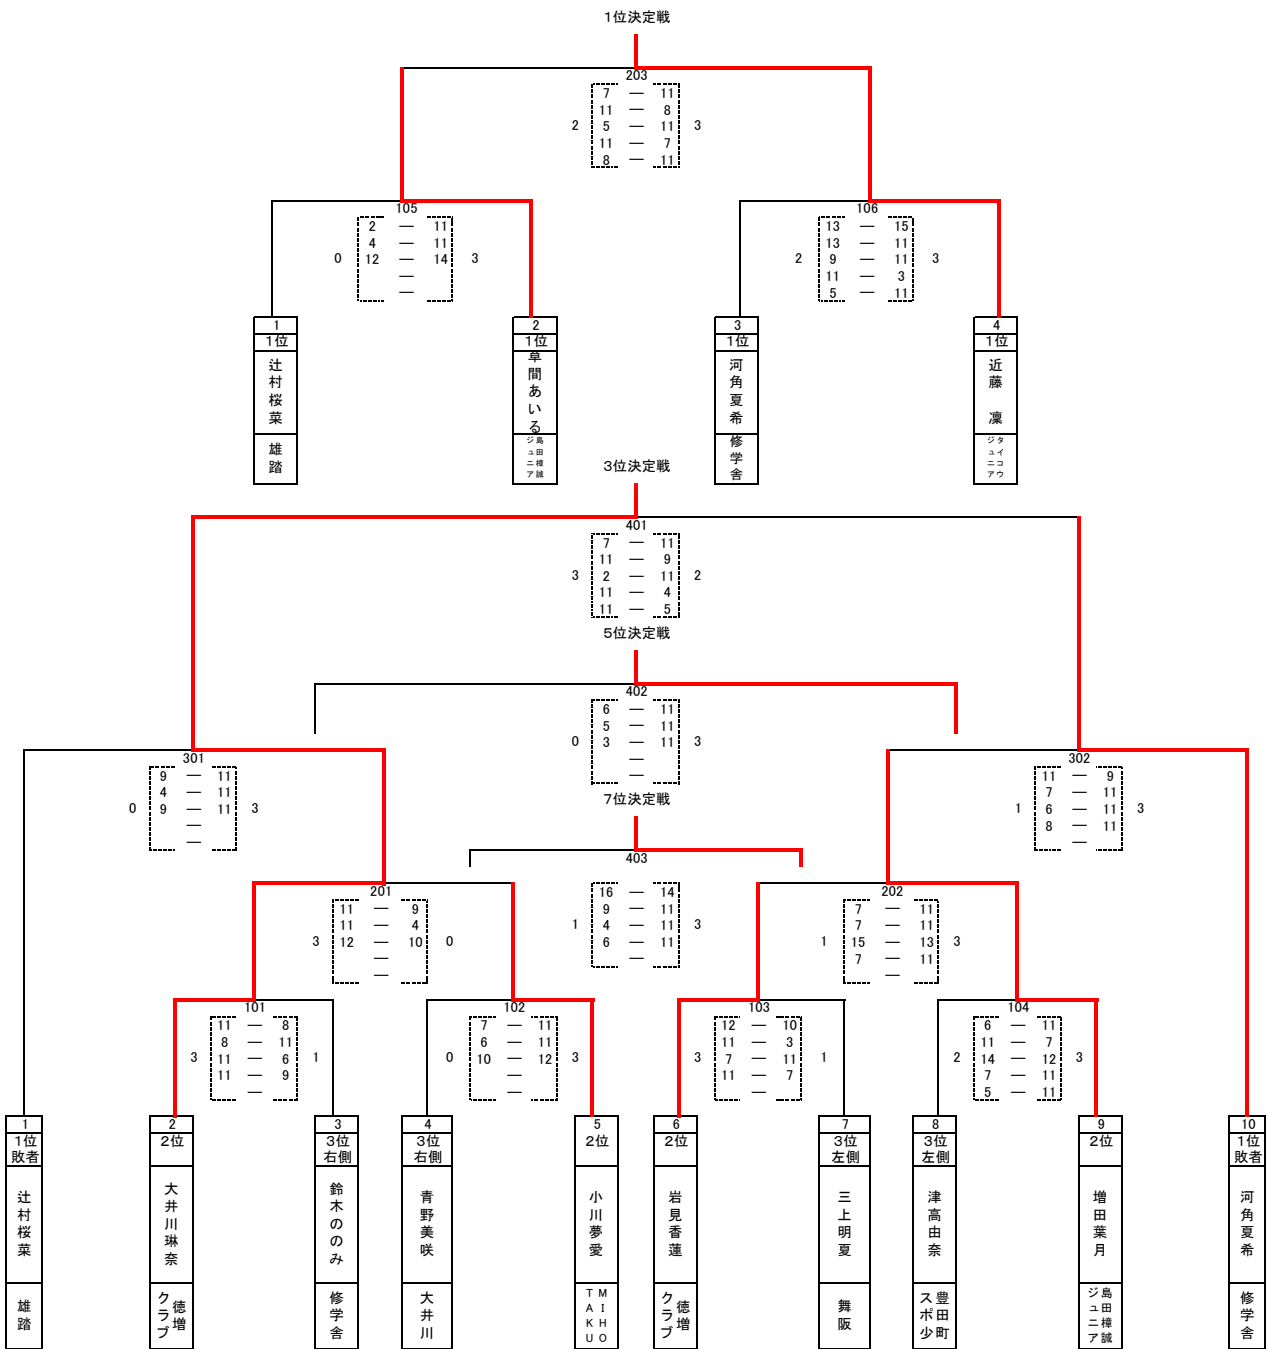 1位決定戦
203
7 — 11
11 — 8
2 5 — 11 3
11 — 7
8 — 11
105
2 — 11
4 — 11
0 12 — 14 3
—
—
106
13 — 15
13 — 11
2 9 — 11 3
11 — 3
5 — 11
1 2 3 4
1位 1位 1位 1位
辻村桜菜 草間あいる 河角夏希 近藤 凜
雄踏 島田樟誠ジュニア 修学舎 タイコウジュニア
3位決定戦
401
7 — 11
11 — 9
3 2 — 11 2
11 — 4
11 — 5
5位決定戦
402
6 — 11
5 — 11
0 3 — 11 3
—
—
301
9 — 11
4 — 11
0 9 — 11 3
—
—
302
11 — 9
7 — 11
1 6 — 11 3
8 — 11
—
7位決定戦
403
16 — 14
9 — 11
1 4 — 11 3
6 — 11
—
201
11 — 9
11 — 4
3 12 — 10 0
—
—
202
7 — 11
7 — 11
1 15 — 13 3
7 — 11
—
101
11 — 8
8 — 11
3 11 — 6 1
11 — 9
—
102
7 — 11
6 — 11
0 10 — 12 3
—
—
103
12 — 10
11 — 3
3 7 — 11 1
11 — 7
—
104
6 — 11
11 — 7
2 14 — 12 3
7 — 11
5 — 11
1 2 3 4 5 6 7 8 9 10
1位 2位 3位 3位 2位 2位 3位 3位 2位 1位
敗者 右側 右側 左側 左側 敗者
辻村桜菜 大井川琳奈 鈴木ののみ 青野美咲 小川夢愛 岩見香蓮 三上明夏 津高由奈 増田葉月 河角夏希
雄踏 徳増クラブ 修学舎 大井川 MIHOTAKU 徳増クラブ 舞阪 豊田町スポ少 島田樟誠ジュニア 修学舎